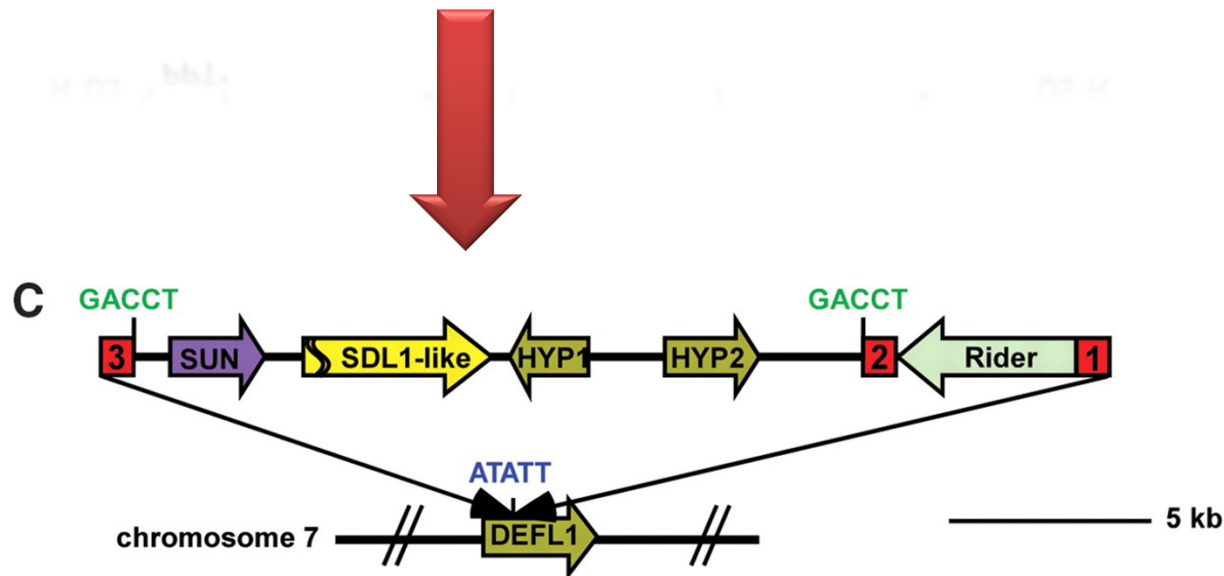 C
GACCT GACCT
3 SUN SDL1-like HYP1 HYP2 2 Rider 1
ATATT
chromosome 7 DEFL1 5 kb